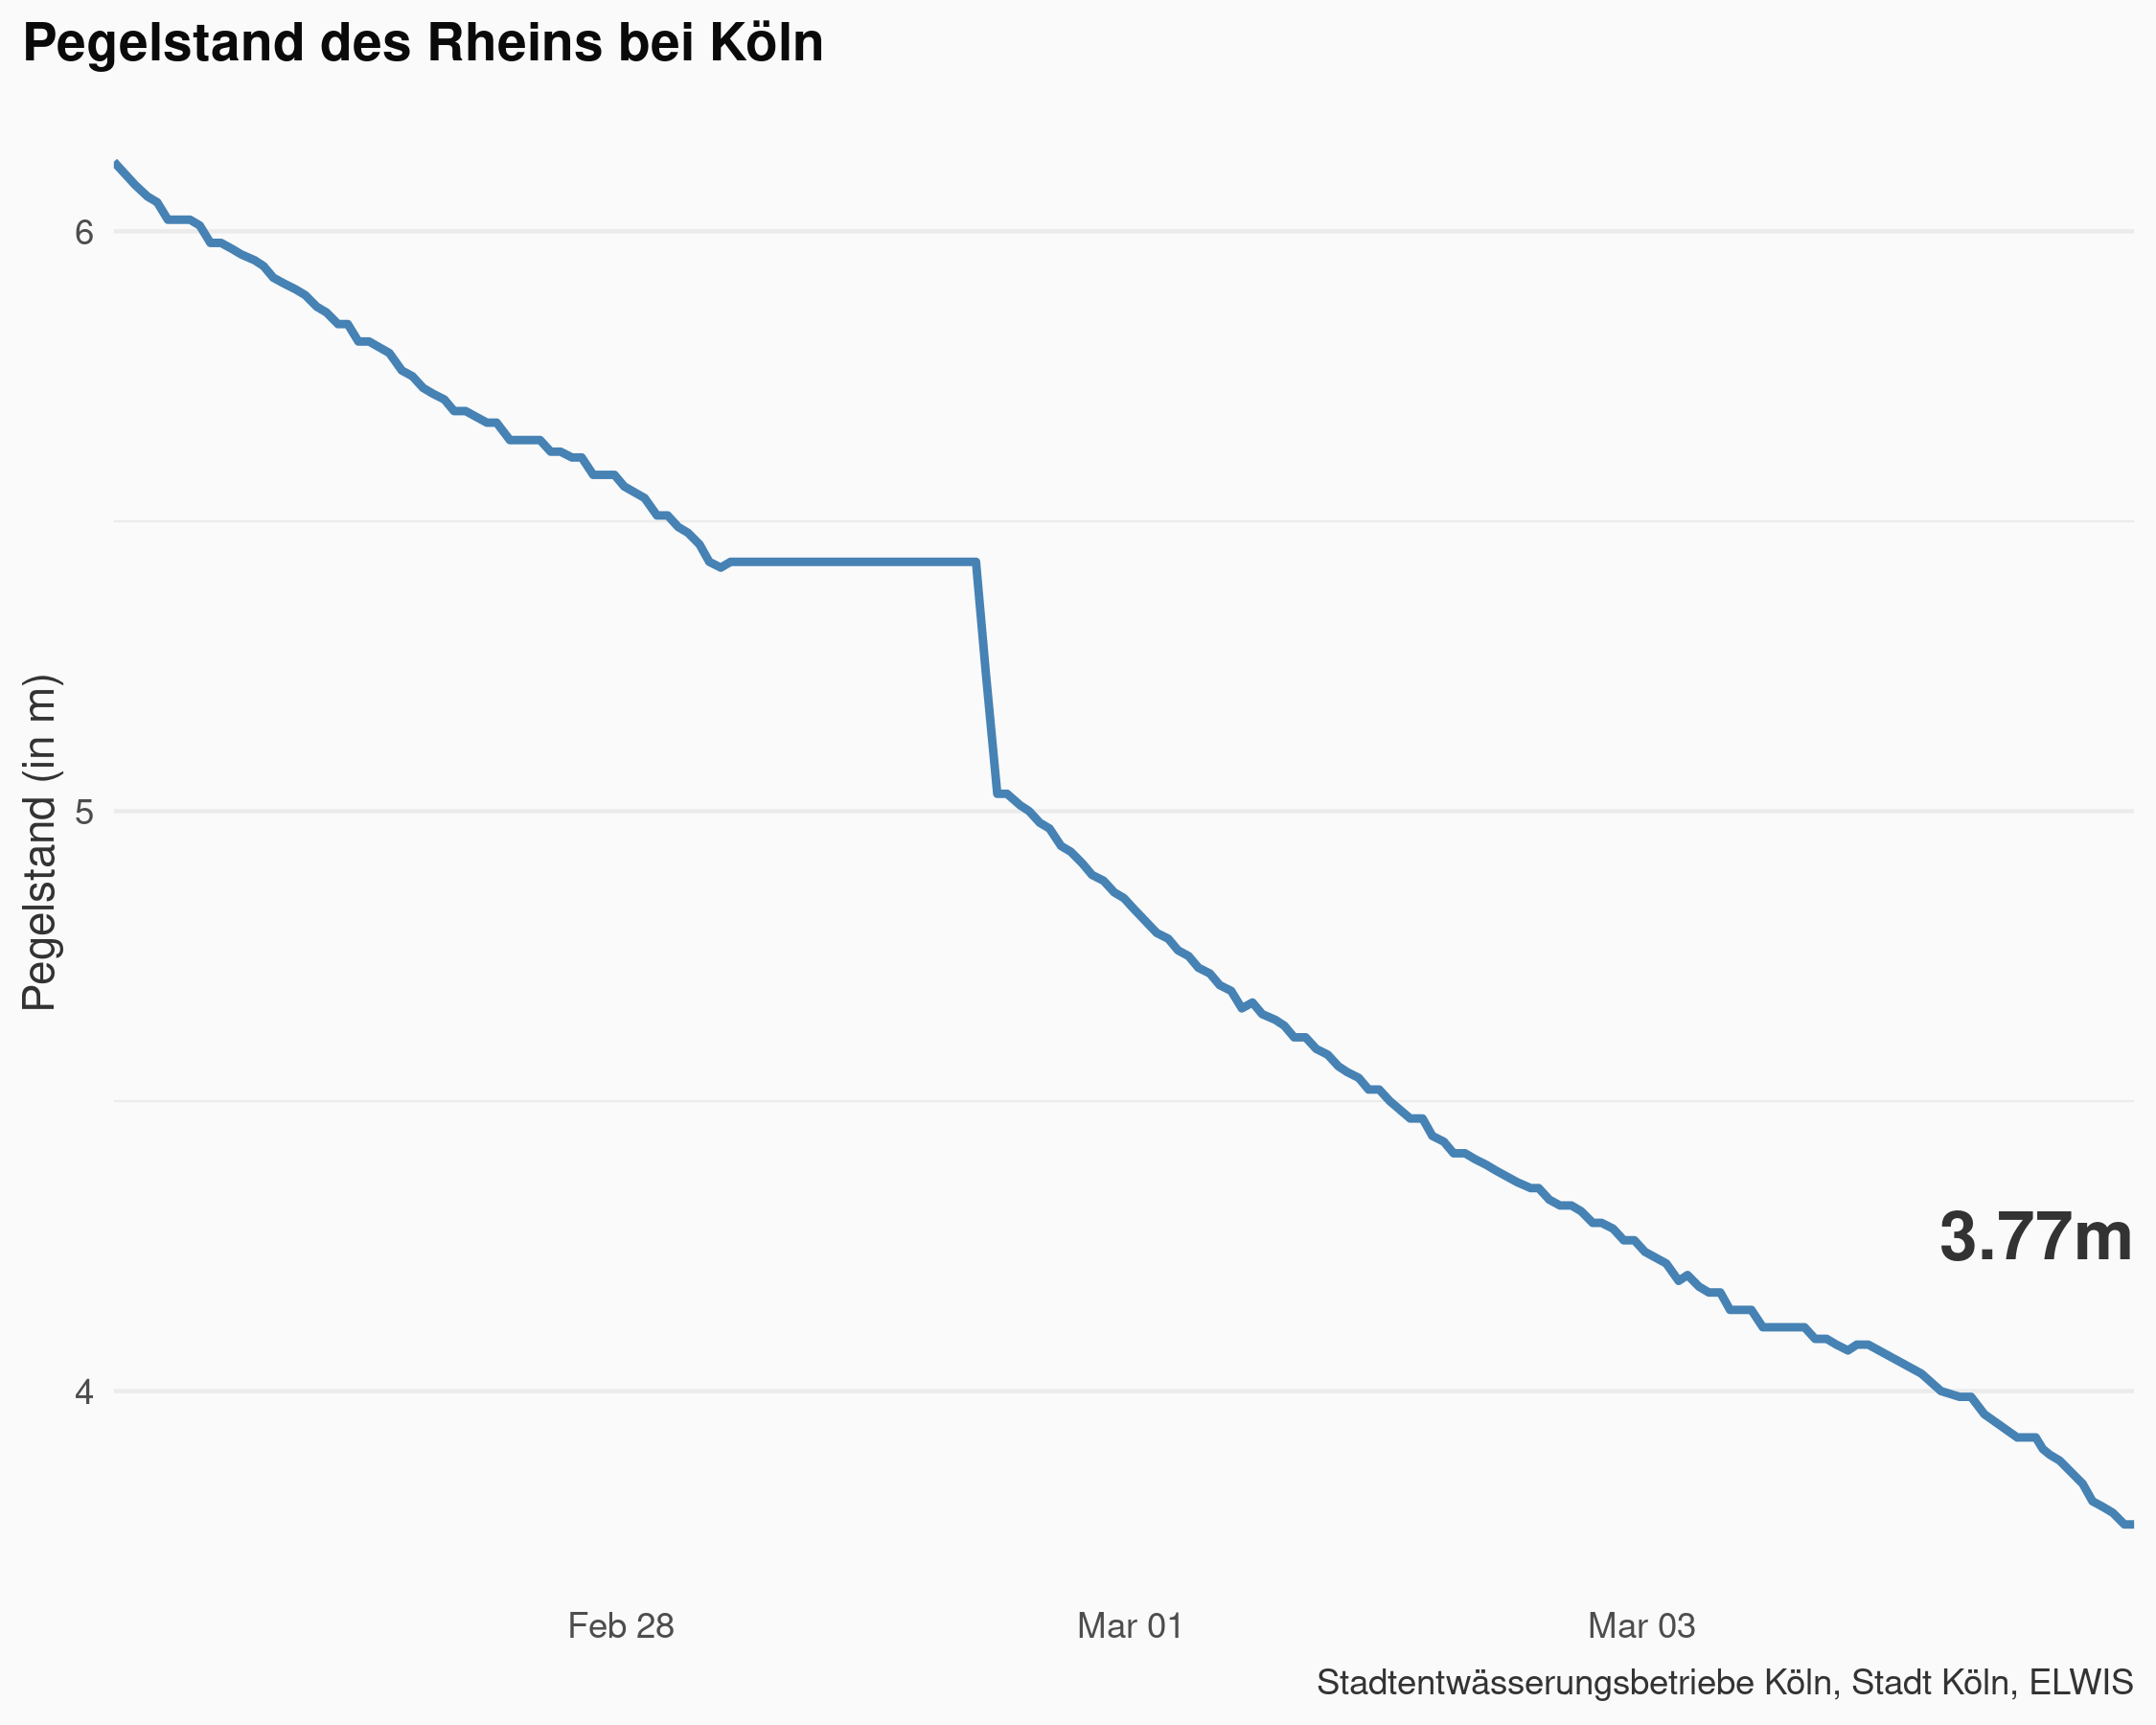 Pegelstand des Rheins bei Köln
Pegelstand (in m)
6
5
4
3.77m
Feb 28
Mar 01
Mar 03
Stadtentwässerungsbetriebe Köln, Stadt Köln, ELWIS